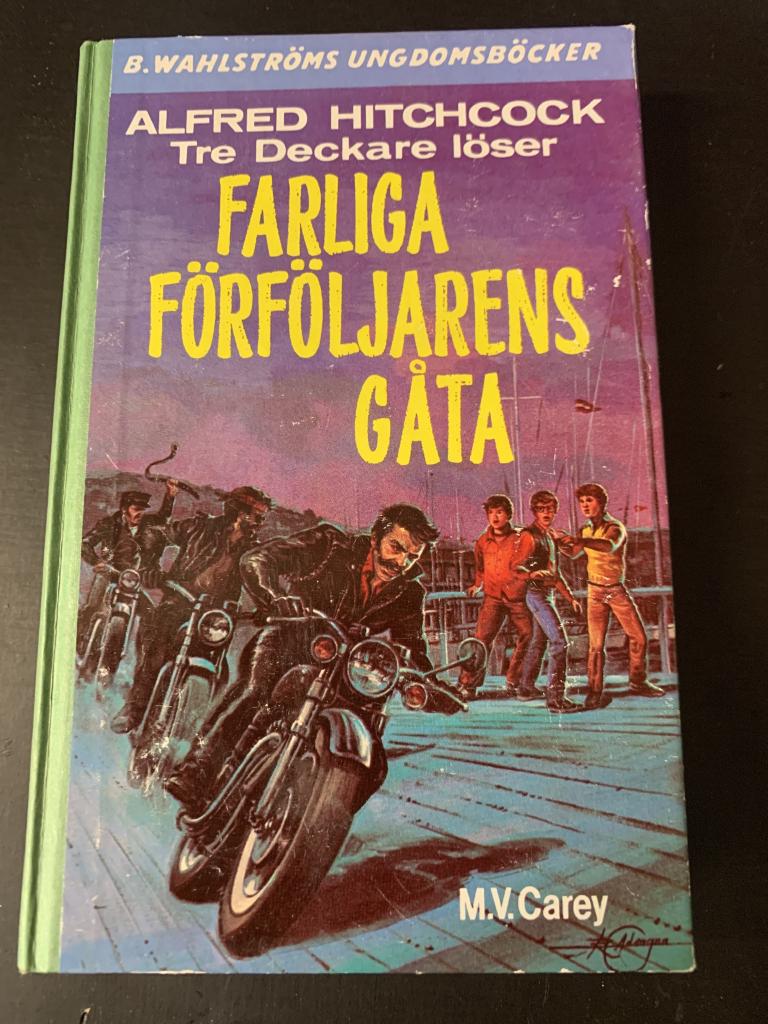 B. WAHLSTRÖMS UNGDOMSBÖCKER
ALFRED HITCHCOCK
Tre Deckare löser
FARLIGA
FÖRFÖLJARENS
GÅTA
M.V. Carey